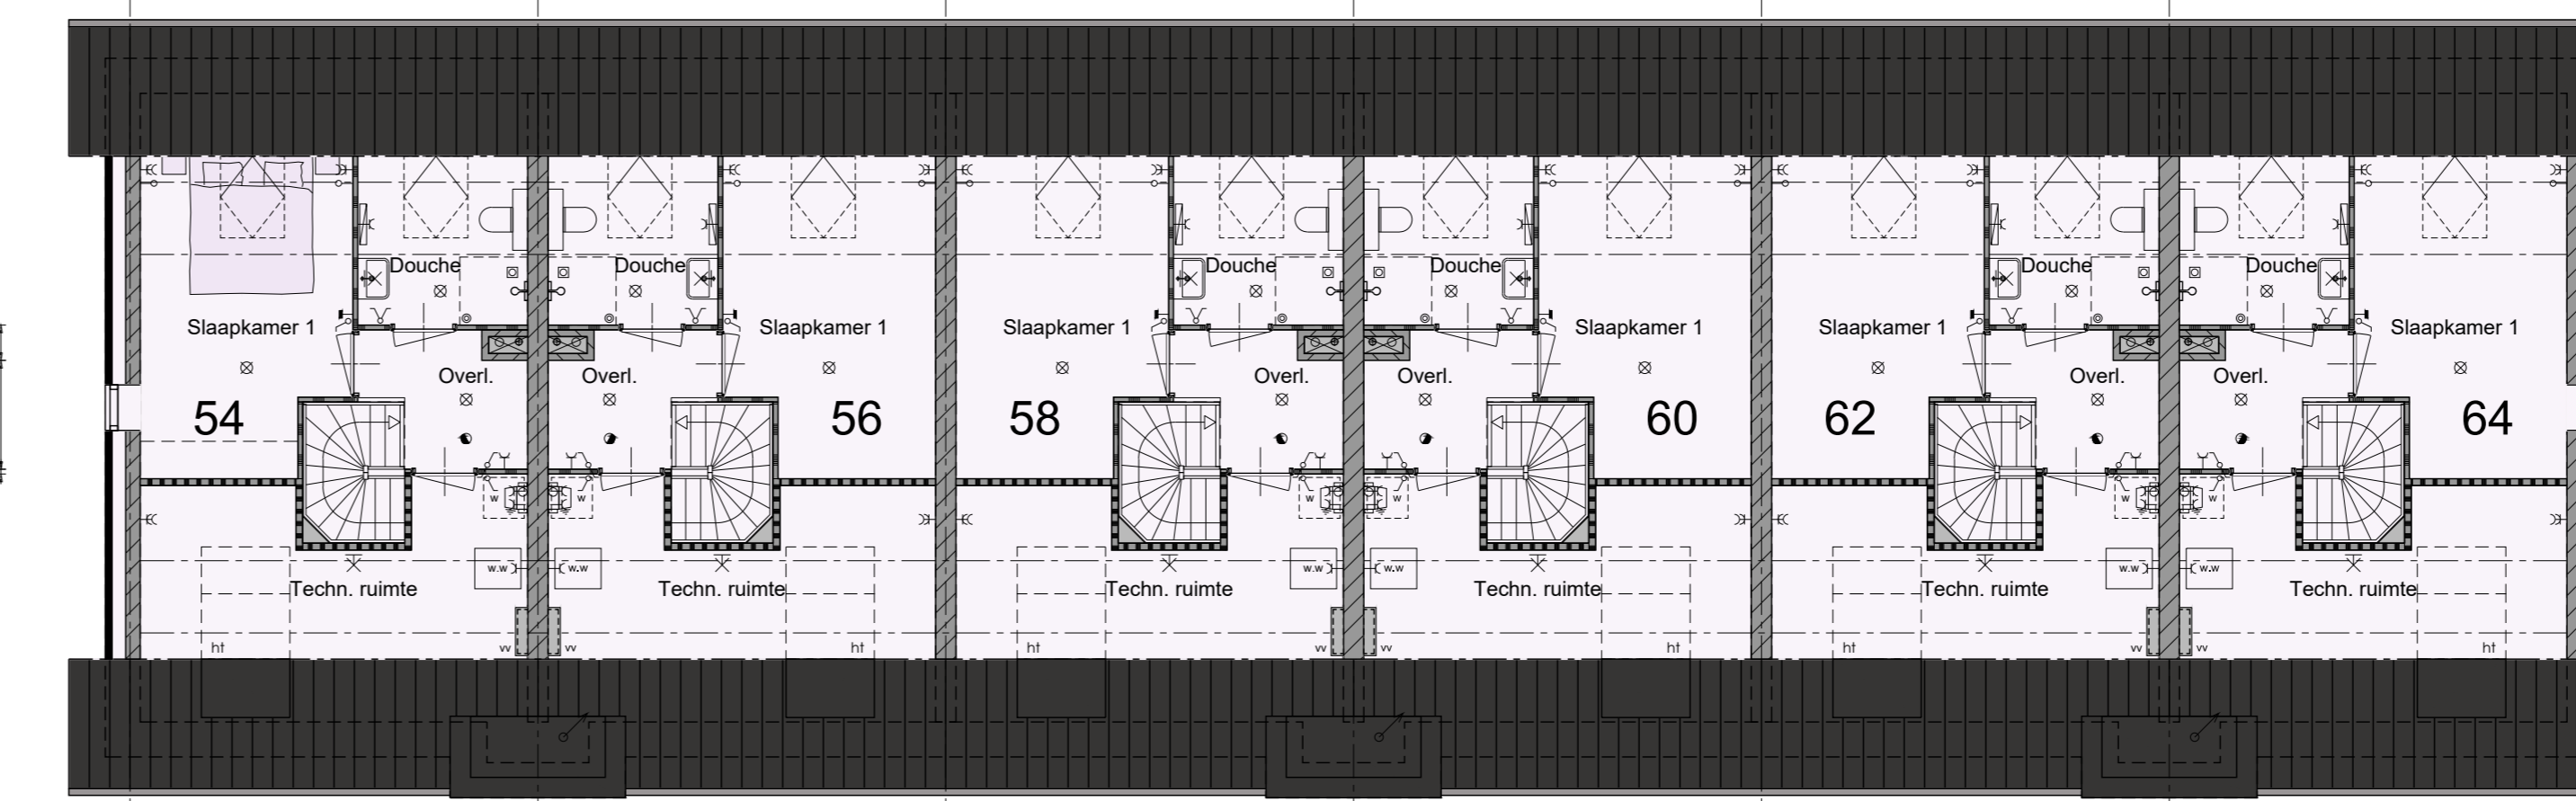 Douche Douche Douche Douche Douche Douche
Slaapkamer 1 Slaapkamer 1 Slaapkamer 1 Slaapkamer 1 Slaapkamer 1 Slaapkamer 1
Overl. Overl. Overl. Overl. Overl. Overl.
54 56 58 60 62 64
w w w w w w
w.w w.w w.w w.w w.w w.w
Techn. ruimte Techn. ruimte Techn. ruimte Techn. ruimte Techn. ruimte Techn. ruimte
ht vv vv ht ht vv vv ht ht vv vv ht